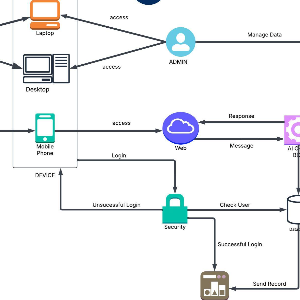 access
Laptop
Manage Data
ADMIN
access
Desktop
Response
access
Message
Mobile
Phone
Web
Login
DEVICE
Unsucessful Login
Check User
Security
Successful Login
Send Record